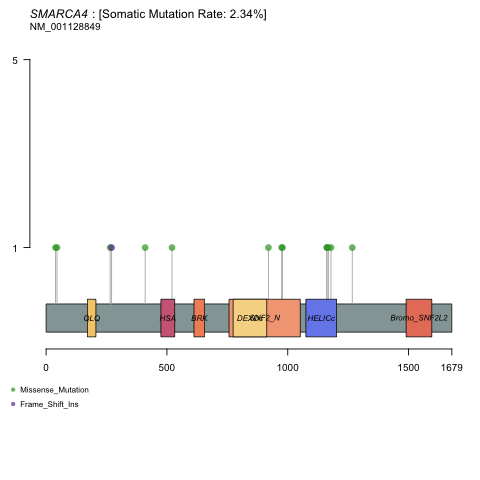 SMARCA4 : [Somatic Mutation Rate: 2.34%]
NM_001128849
5
1
QLQ HSA BRK DEXDc SNF2_N HELICc Bromo_SNF2L2
0 500 1000 1500 1679
Missense_Mutation
Frame_Shift_Ins